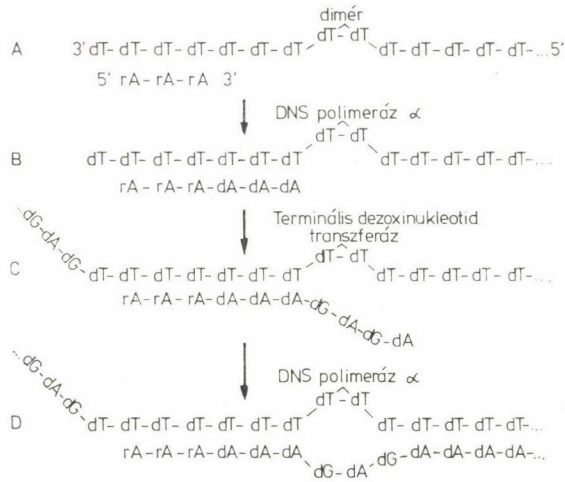 dimér
dT-dT
A 3' dT- dT- dT- dT- dT- dT- dT dT- dT- dT- dT- dT-...5'
5' rA- rA- rA 3'
DNS polimeráz α
dT-dT
B dT- dT- dT- dT- dT- dT- dT dT- dT- dT- dT- dT-...
rA- rA- rA-dA-dA-dA
Terminális dezoxinukleotid
transzferáz
...dG-dA-dG-
dT-dT
C dT- dT- dT- dT- dT- dT- dT dT- dT- dT- dT- dT-...
rA- rA- rA-dA-dA-dA-dG-dA-dG-dA
DNS polimeráz α
...dG-dA-dG-
dT-dT
D dT- dT- dT- dT- dT- dT- dT dT- dT- dT- dT- dT-...
rA-rA-rA-dA-dA-dA dG-dA dG-dA-dA-dA-dA-...